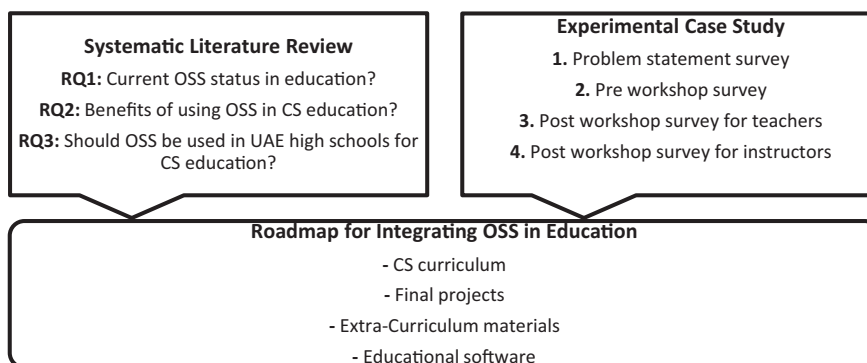 Systematic Literature Review
RQ1: Current OSS status in education?
RQ2: Benefits of using OSS in CS education?
RQ3: Should OSS be used in UAE high schools for
CS education?
Experimental Case Study
1. Problem statement survey
2. Pre workshop survey
3. Post workshop survey for teachers
4. Post workshop survey for instructors
Roadmap for Integrating OSS in Education
- CS curriculum
- Final projects
- Extra-Curriculum materials
- Educational software